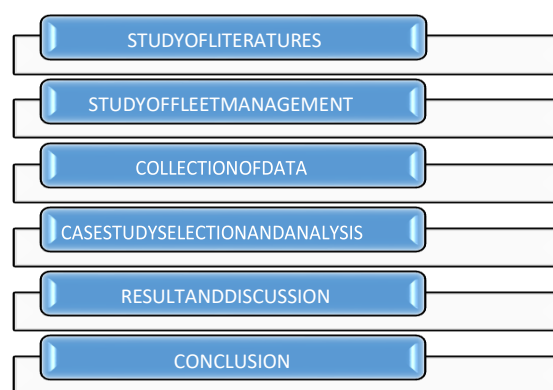 STUDYOFLITERATURES
STUDYOFFLEETMANAGEMENT
COLLECTIONOFDATA
CASESTUDYSELECTIONANDANALYSIS
RESULTANDDISCUSSION
CONCLUSION